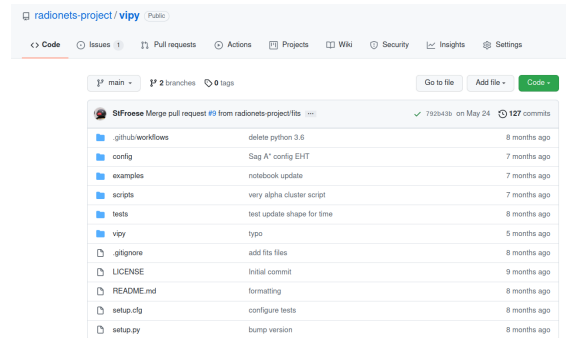 radionets-project / vipy Public
Code Issues 1 Pull requests Actions Projects Wiki Security Insights Settings
main 2 branches 0 tags Go to file Add file Code
StFroese Merge pull request #9 from radionets-project/fits ... 792b43b on May 24 127 commits
.github/workflows delete python 3.6 8 months ago
config Sag A* config EHT 7 months ago
examples notebook update 7 months ago
scripts very alpha cluster script 7 months ago
tests test update shape for time 8 months ago
vipy typo 5 months ago
.gitignore add fits files 8 months ago
LICENSE Initial commit 9 months ago
README.md formatting 8 months ago
setup.cfg configure tests 8 months ago
setup.py bump version 8 months ago